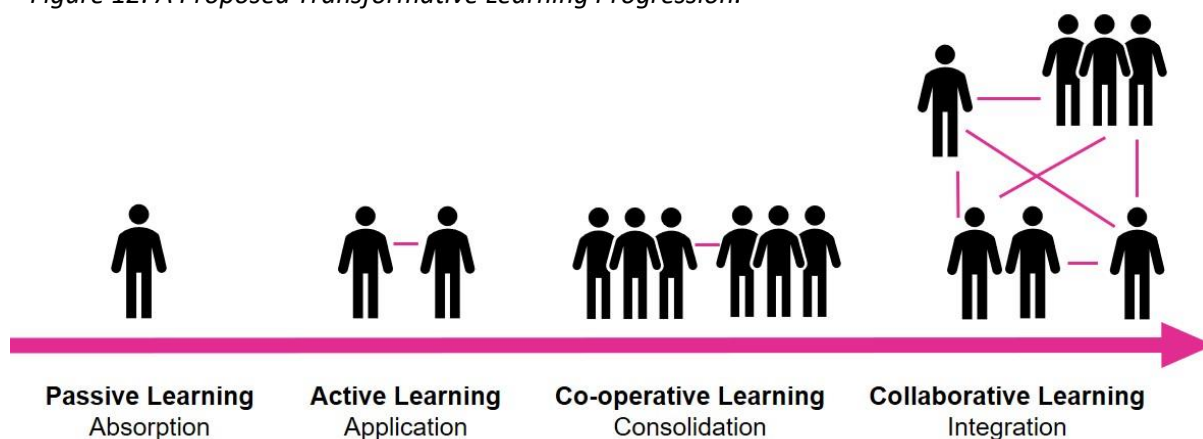 Figure 12: A Proposed Transformative Learning Progression.
Passive Learning Active Learning Co-operative Learning Collaborative Learning
Absorption Application Consolidation Integration